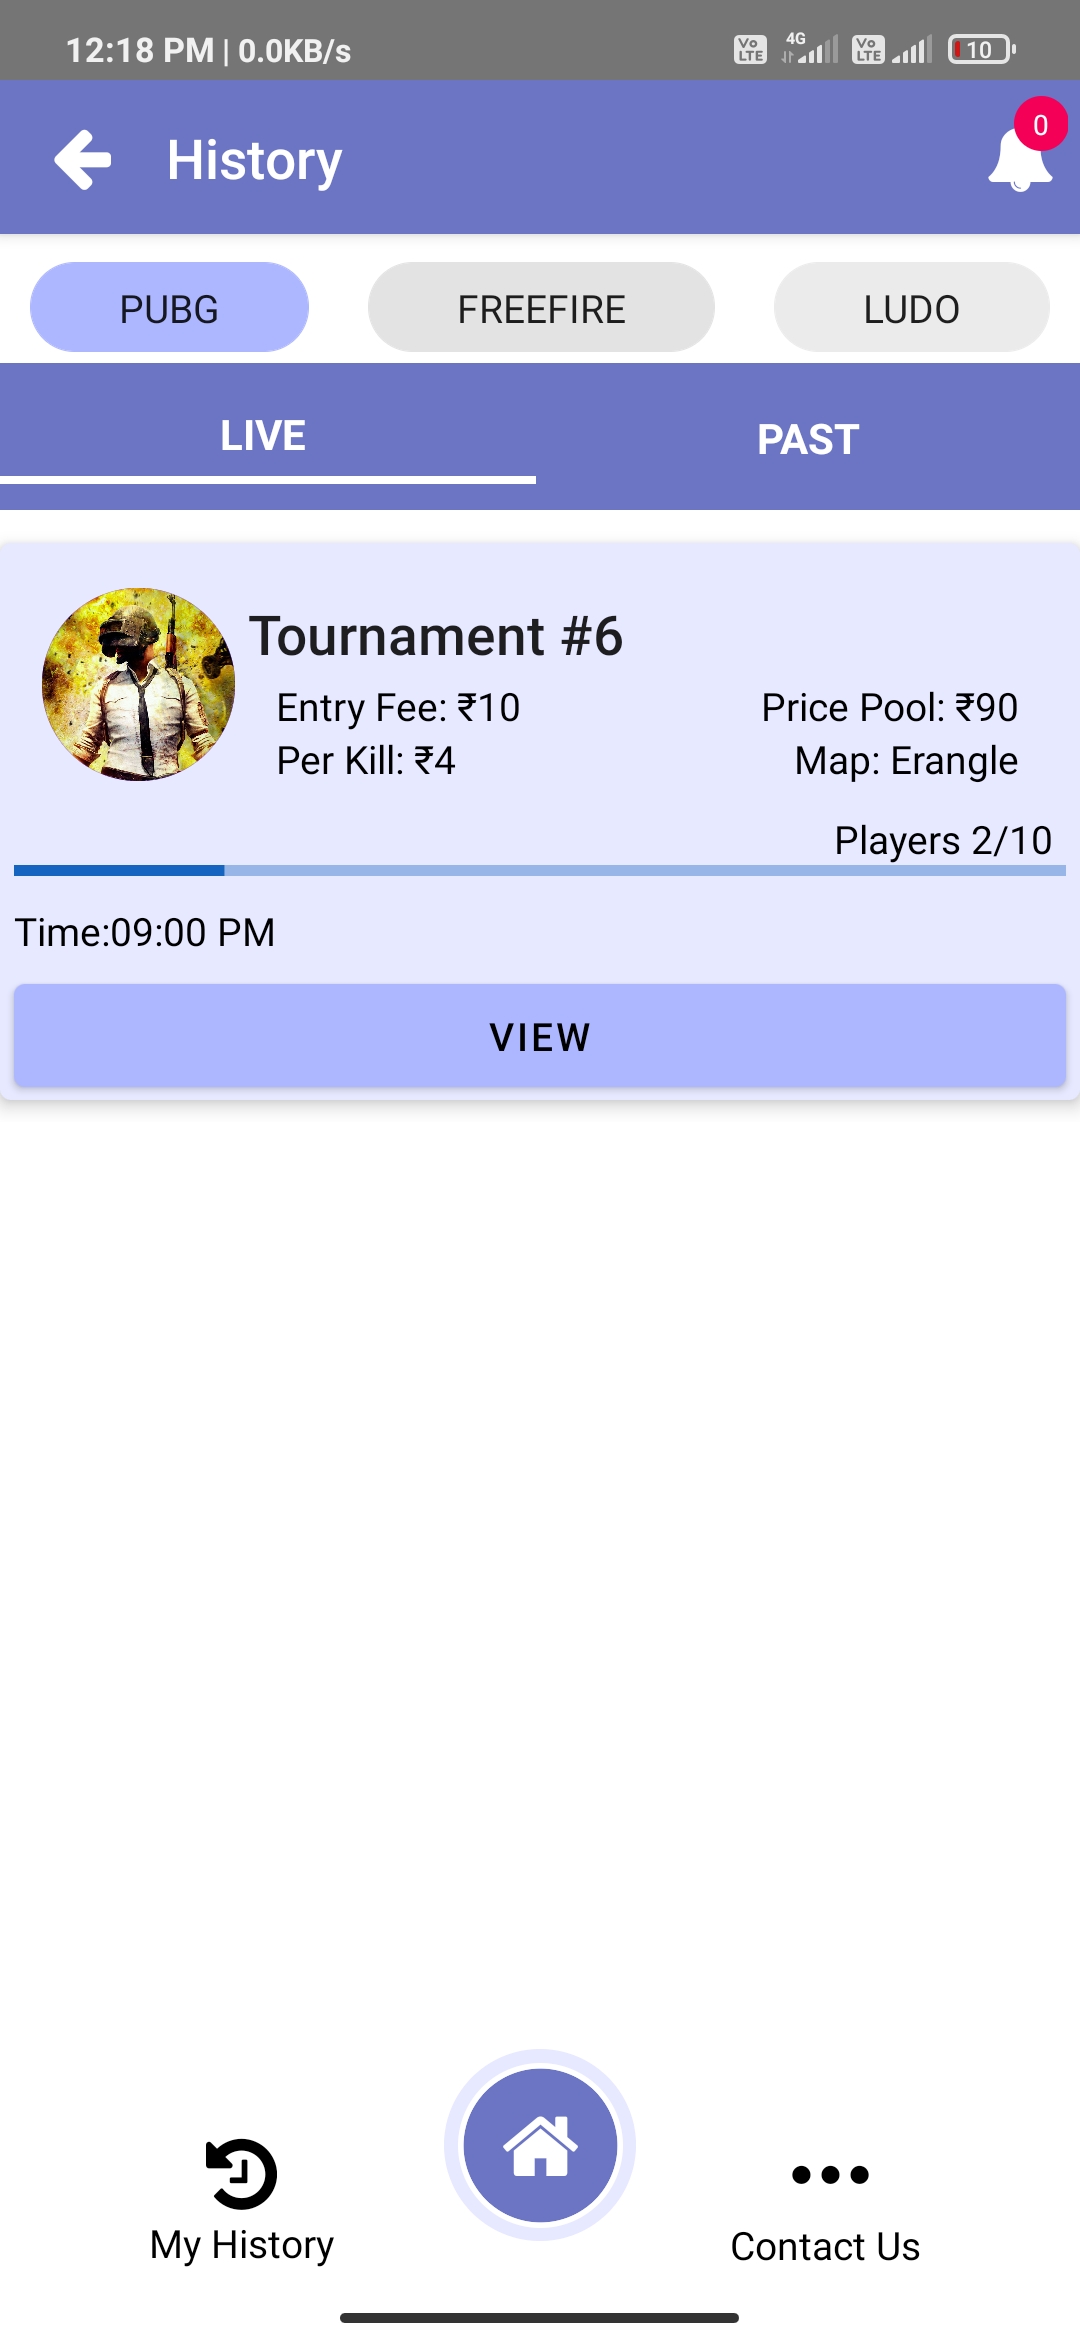 12:18 PM | 0.0KB/s Vo LTE 4G Vo LTE 10
History 0
PUBG FREEFIRE LUDO
LIVE PAST
Tournament #6
Entry Fee: ₹10 Price Pool: ₹90
Per Kill: ₹4 Map: Erangle
Players 2/10
Time:09:00 PM
VIEW
My History Contact Us